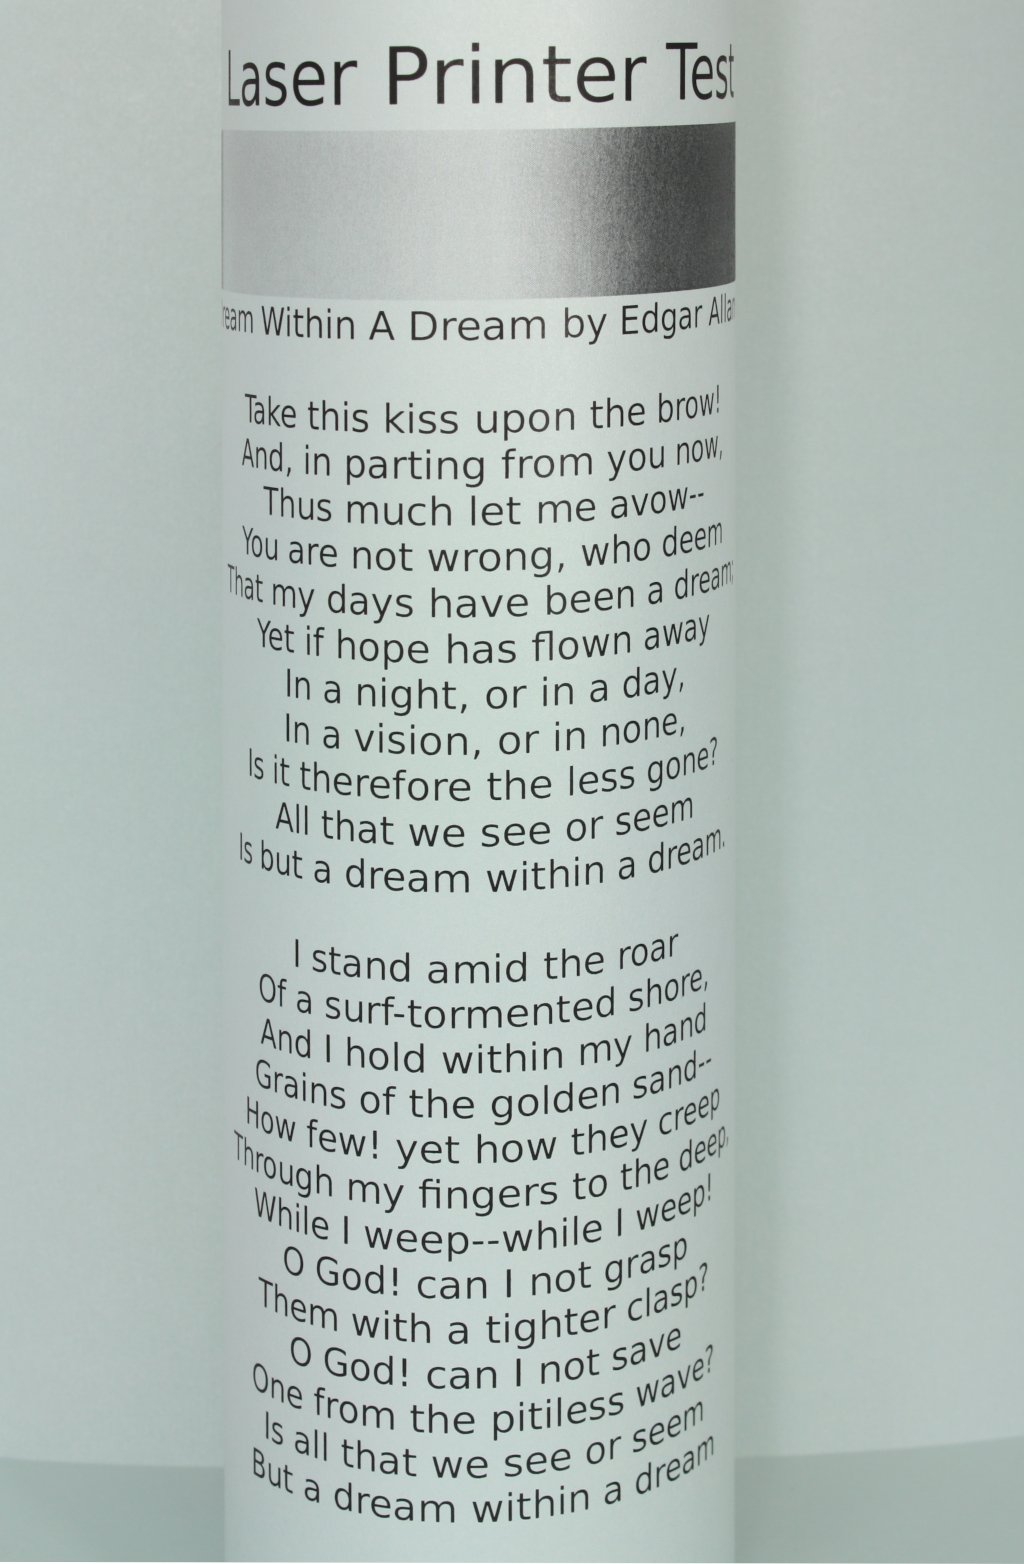 Laser Printer Test
Within A Dream by Edgar
Take this kiss upon the brow!
And, in parting from you now,
Thus much let me avow--
You are not wrong, who deem
That my days have been a dream;
Yet if hope has flown away
In a night, or in a day,
In a vision, or in none,
Is it therefore the less gone?
All that we see or seem
Is but a dream within a dream.
I stand amid the roar
Of a surf-tormented shore,
And I hold within my hand
Grains of the golden sand--
How few! yet how they creep
Through my fingers to the deep,
While I weep--while I weep!
O God! can I not grasp
Them with a tighter clasp?
O God! can I not save
One from the pitiless wave?
Is all that we see or seem
But a dream within a dream